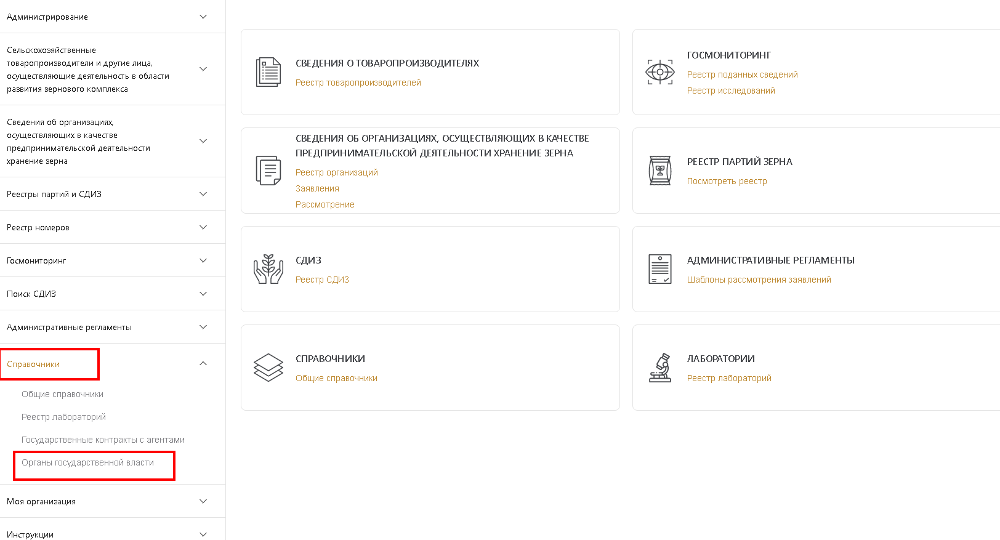 Администрирование
Сельскохозяйственные
товаропроизводители и другие лица,
осуществляющие деятельность в области
развития зернового комплекса
Сведения об организациях,
осуществляющих в качестве
предпринимательской деятельности
хранение зерна
Реестры партий и СДИЗ
Реестр номеров
Госмониторинг
Поиск СДИЗ
Административные регламенты
Справочники
Общие справочники
Реестр лабораторий
Государственные контракты с агентами
Органы государственной власти
Моя организация
Инструкции
СВЕДЕНИЯ О ТОВАРОПРОИЗВОДИТЕЛЯХ
Реестр товаропроизводителей
ГОСМОНИТОРИНГ
Реестр поданных сведений
Реестр исследований
СВЕДЕНИЯ ОБ ОРГАНИЗАЦИЯХ, ОСУЩЕСТВЛЯЮЩИХ В КАЧЕСТВЕ
ПРЕДПРИНИМАТЕЛЬСКОЙ ДЕЯТЕЛЬНОСТИ ХРАНЕНИЕ ЗЕРНА
Реестр организаций
Заявления
Рассмотрение
РЕЕСТР ПАРТИЙ ЗЕРНА
Посмотреть реестр
СДИЗ
Реестр СДИЗ
АДМИНИСТРАТИВНЫЕ РЕГЛАМЕНТЫ
Шаблоны рассмотрения заявлений
СПРАВОЧНИКИ
Общие справочники
ЛАБОРАТОРИИ
Реестр лабораторий